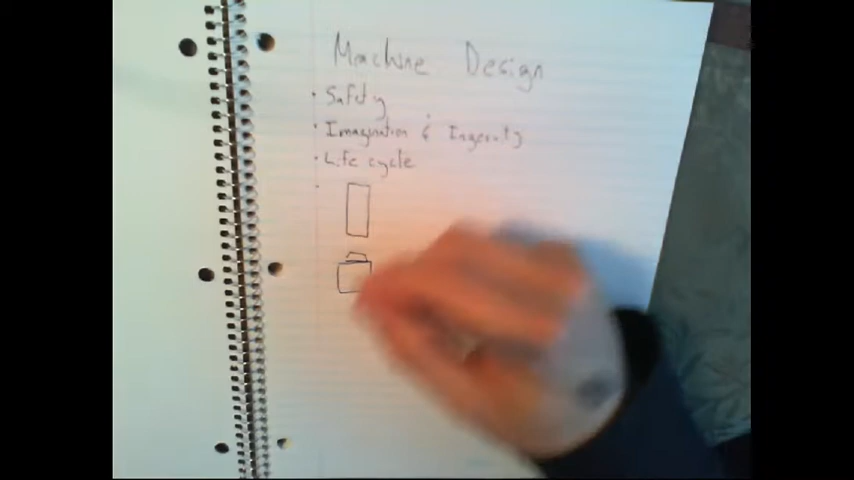 Machine Design
• Safety
• Imagination & Ingenuity
• Life cycle
•